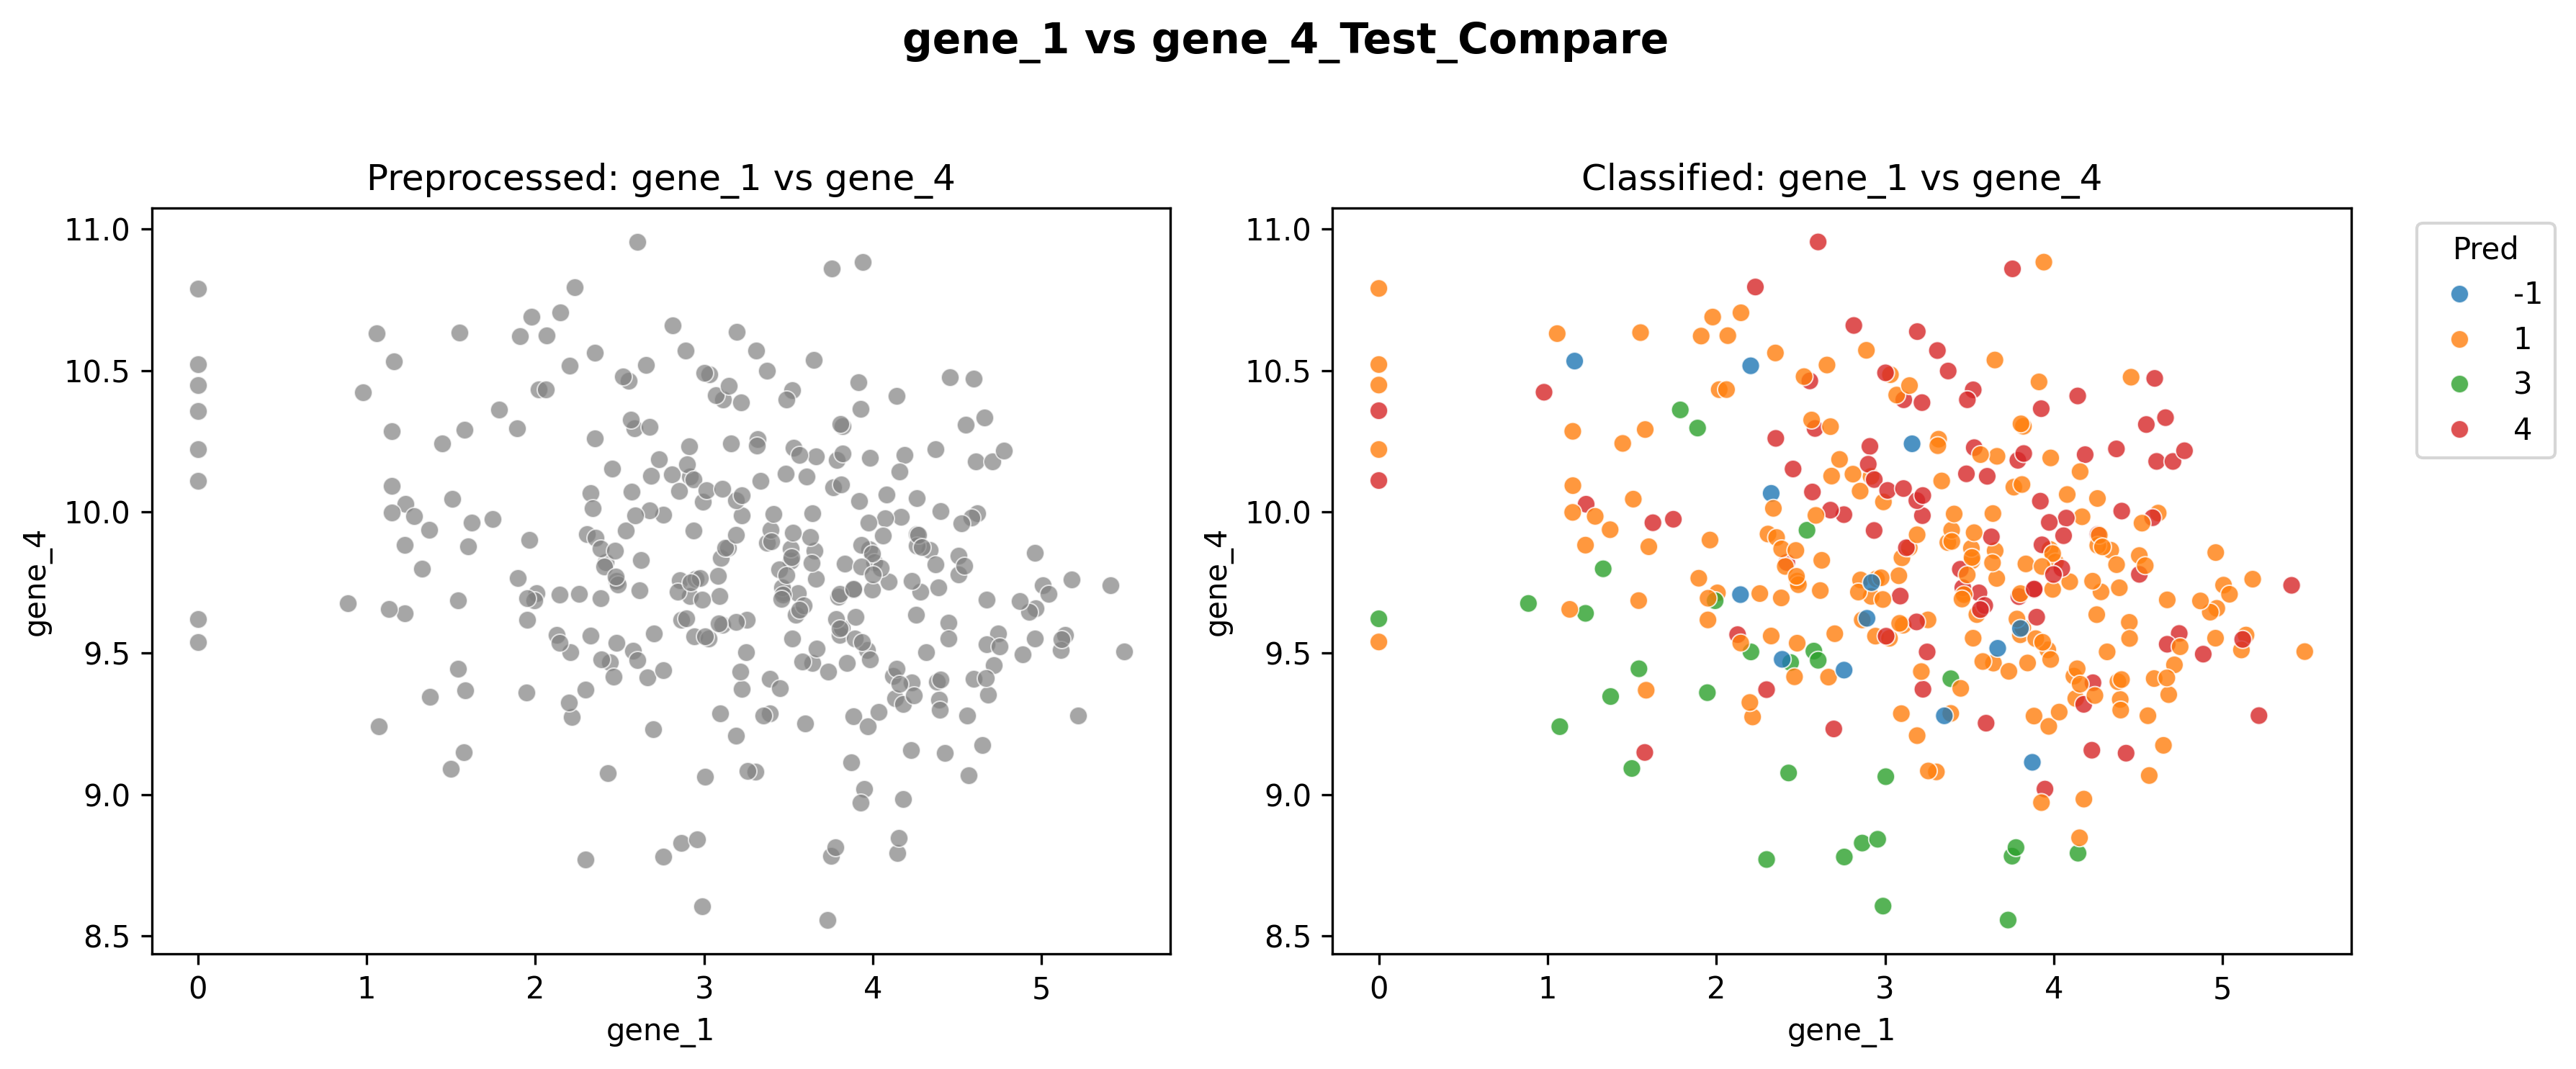 gene_1 vs gene_4_Test_Compare
Preprocessed: gene_1 vs gene_4
11.0
10.5
10.0
9.5
9.0
8.5
gene_4
0 1 2 3 4 5
gene_1
Classified: gene_1 vs gene_4
11.0
10.5
10.0
9.5
9.0
8.5
gene_4
0 1 2 3 4 5
gene_1
Pred
-1
1
3
4